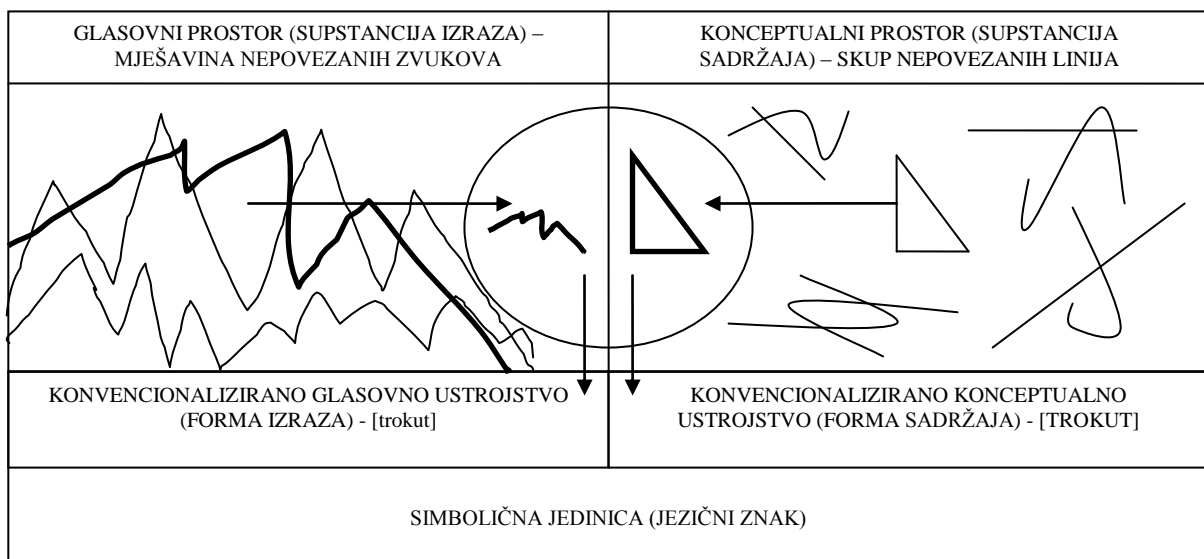 GLASOVNI PROSTOR (SUPSTANCIJA IZRAZA) –
MJEŠAVINA NEPOVEZANIH ZVUKOVA
KONCEPTUALNI PROSTOR (SUPSTANCIJA
SADRŽAJA) – SKUP NEPOVEZANIH LINIJA
KONVENCIONALIZIRANO GLASOVNO USTROJSTVO
(FORMA IZRAZA) - [trokut]
KONVENCIONALIZIRANO KONCEPTUALNO
USTROJSTVO (FORMA SADRŽAJA) - [TROKUT]
SIMBOLIČNA JEDINICA (JEZIČNI ZNAK)